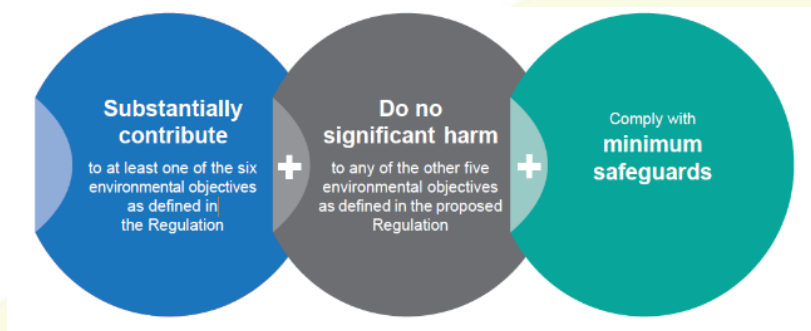 Substantially
contribute
to at least one of the six
environmental objectives
as defined in
the Regulation
+
Do no
significant harm
to any of the other five
environmental objectives
as defined in the proposed
Regulation
+
Comply with
minimum
safeguards